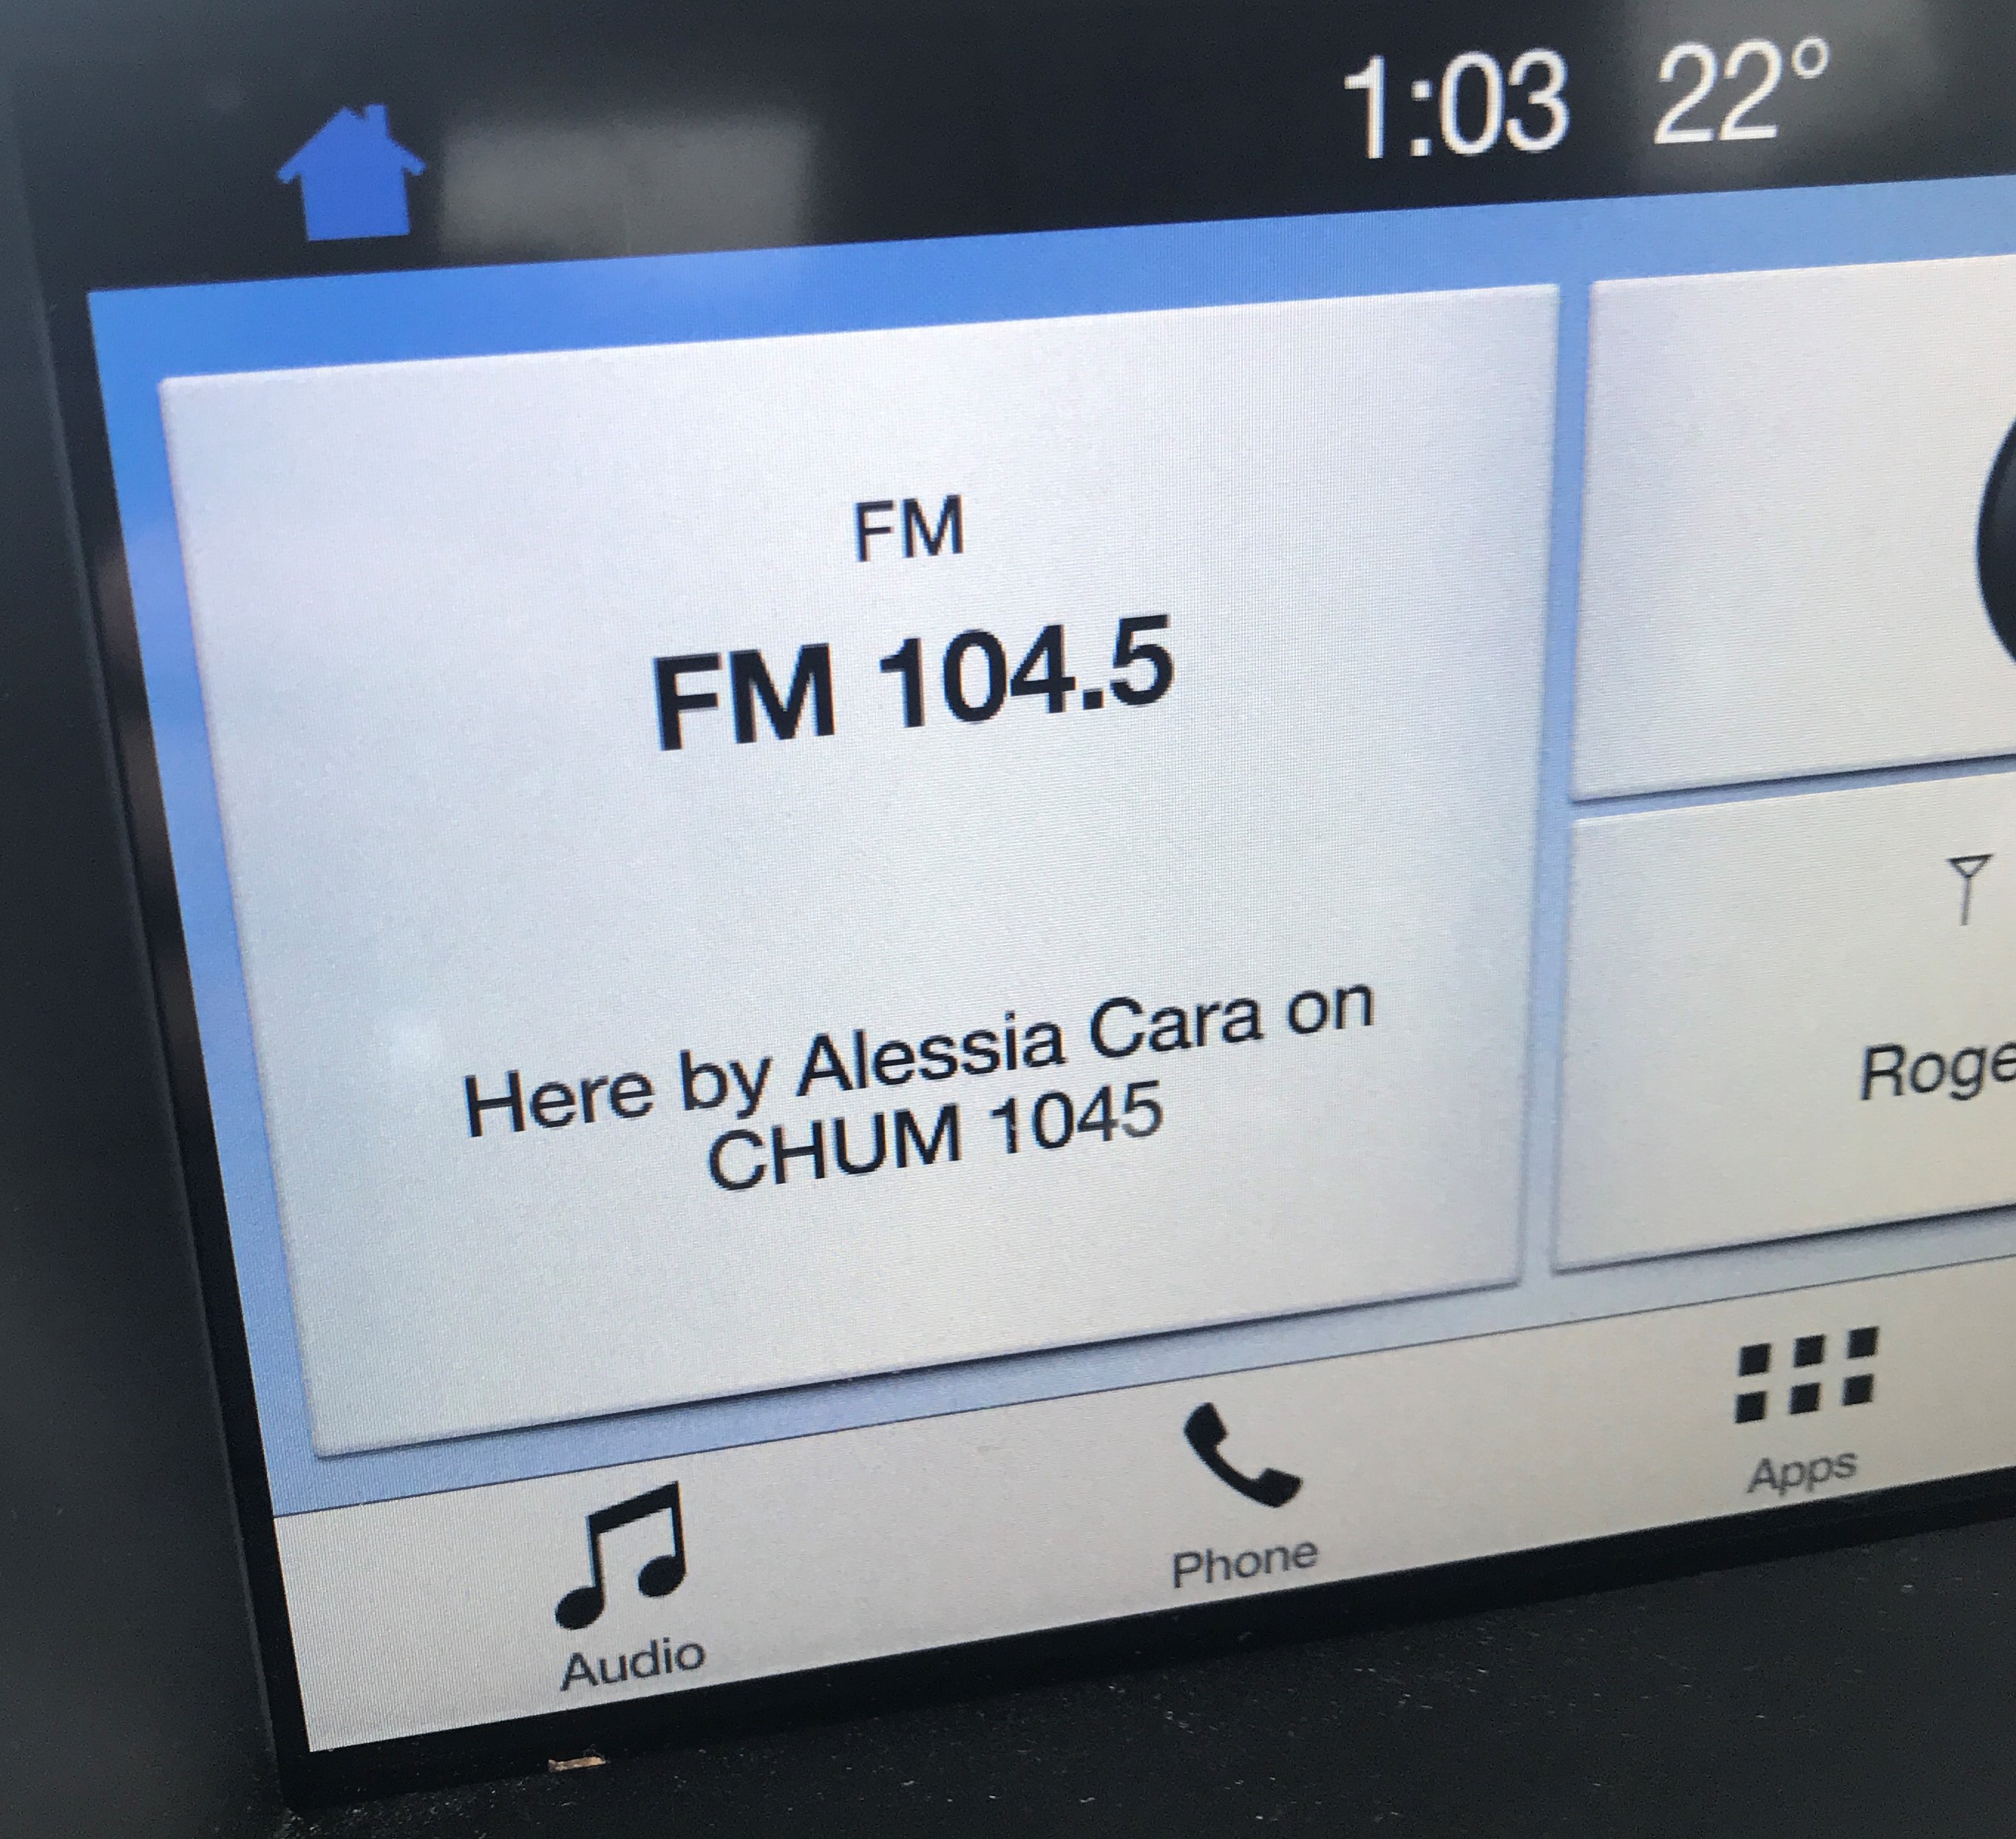 1:03 22°
FM
FM 104.5
Here by Alessia Cara on
CHUM 1045
Roge
Audio
Phone
Apps